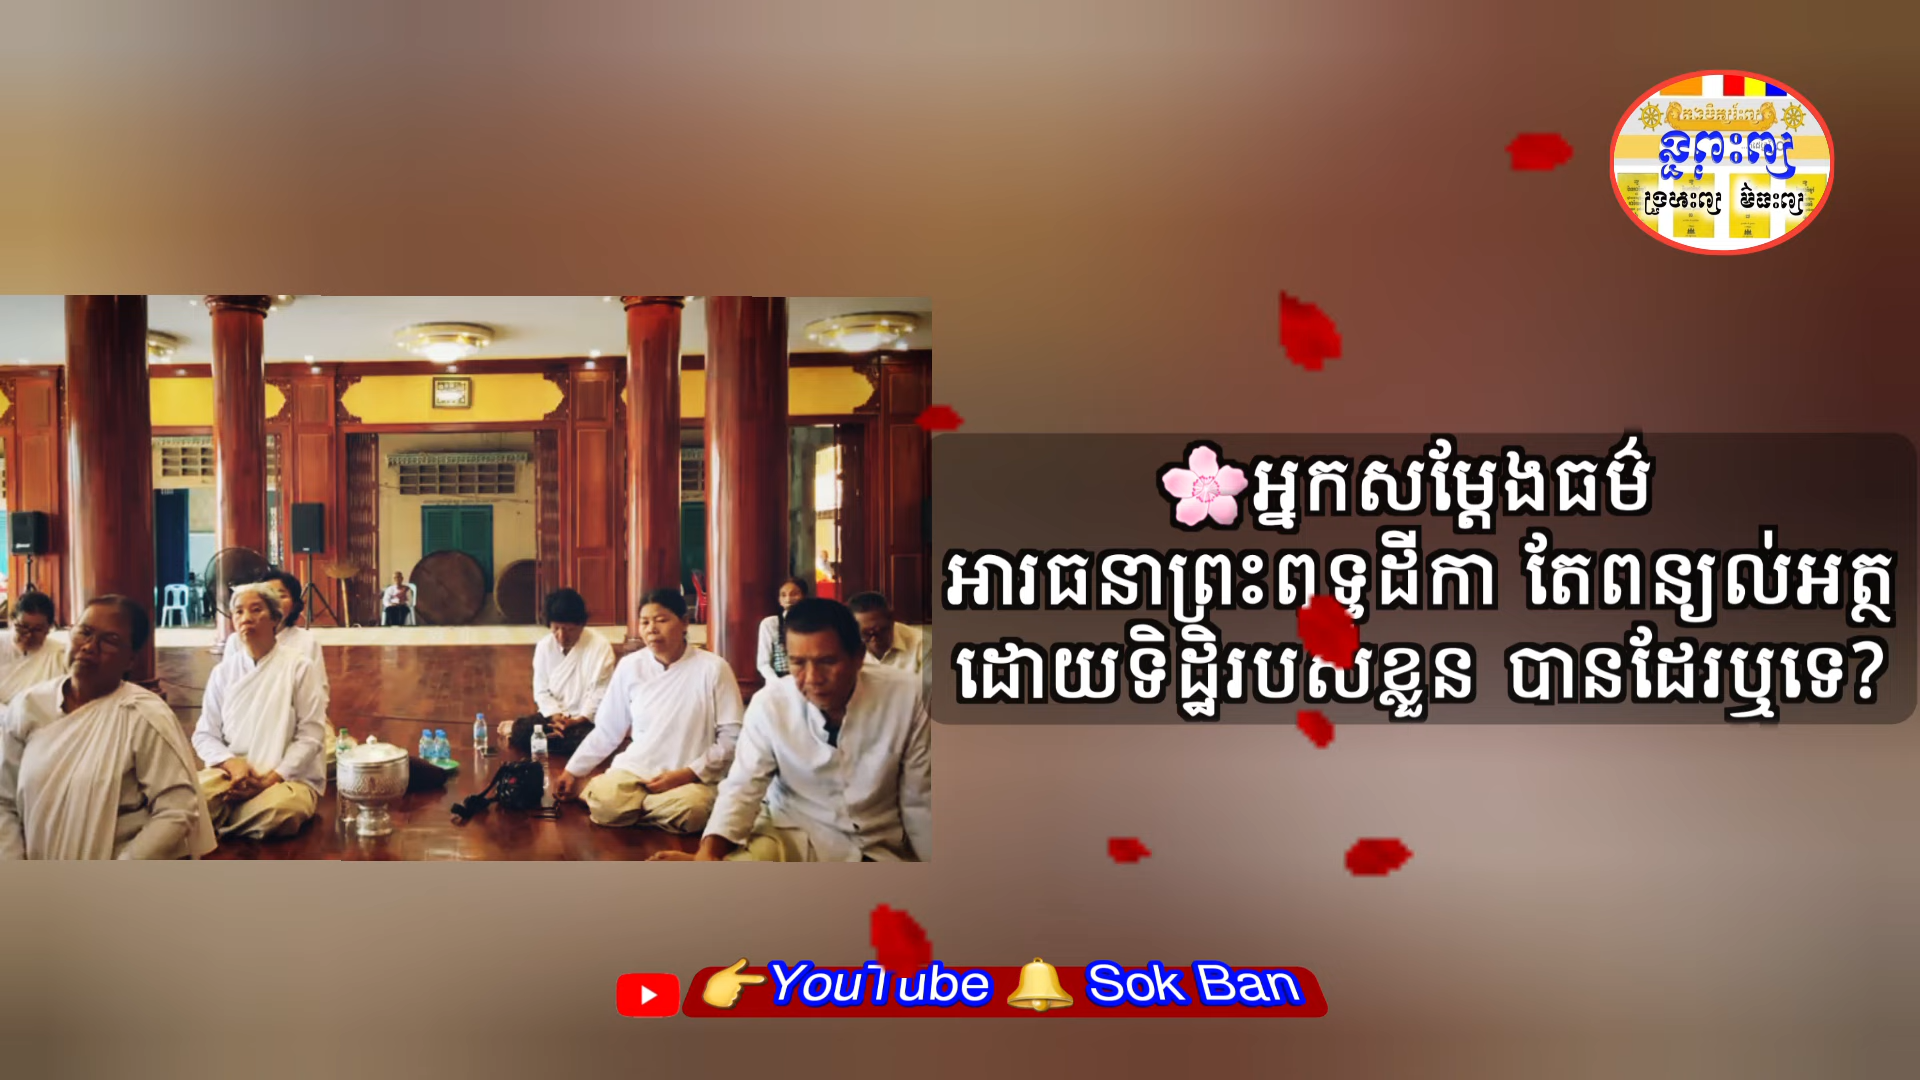 🌸អ្នកសម្ដែងធម៌
អារធនាព្រះពុទ្ធដីកា តែពន្យល់អត្ថ
ដោយទិដ្ឋិរបស់ខ្លួន បានដែរឬទេ?
👉YouTube 🔔 Sok Ban